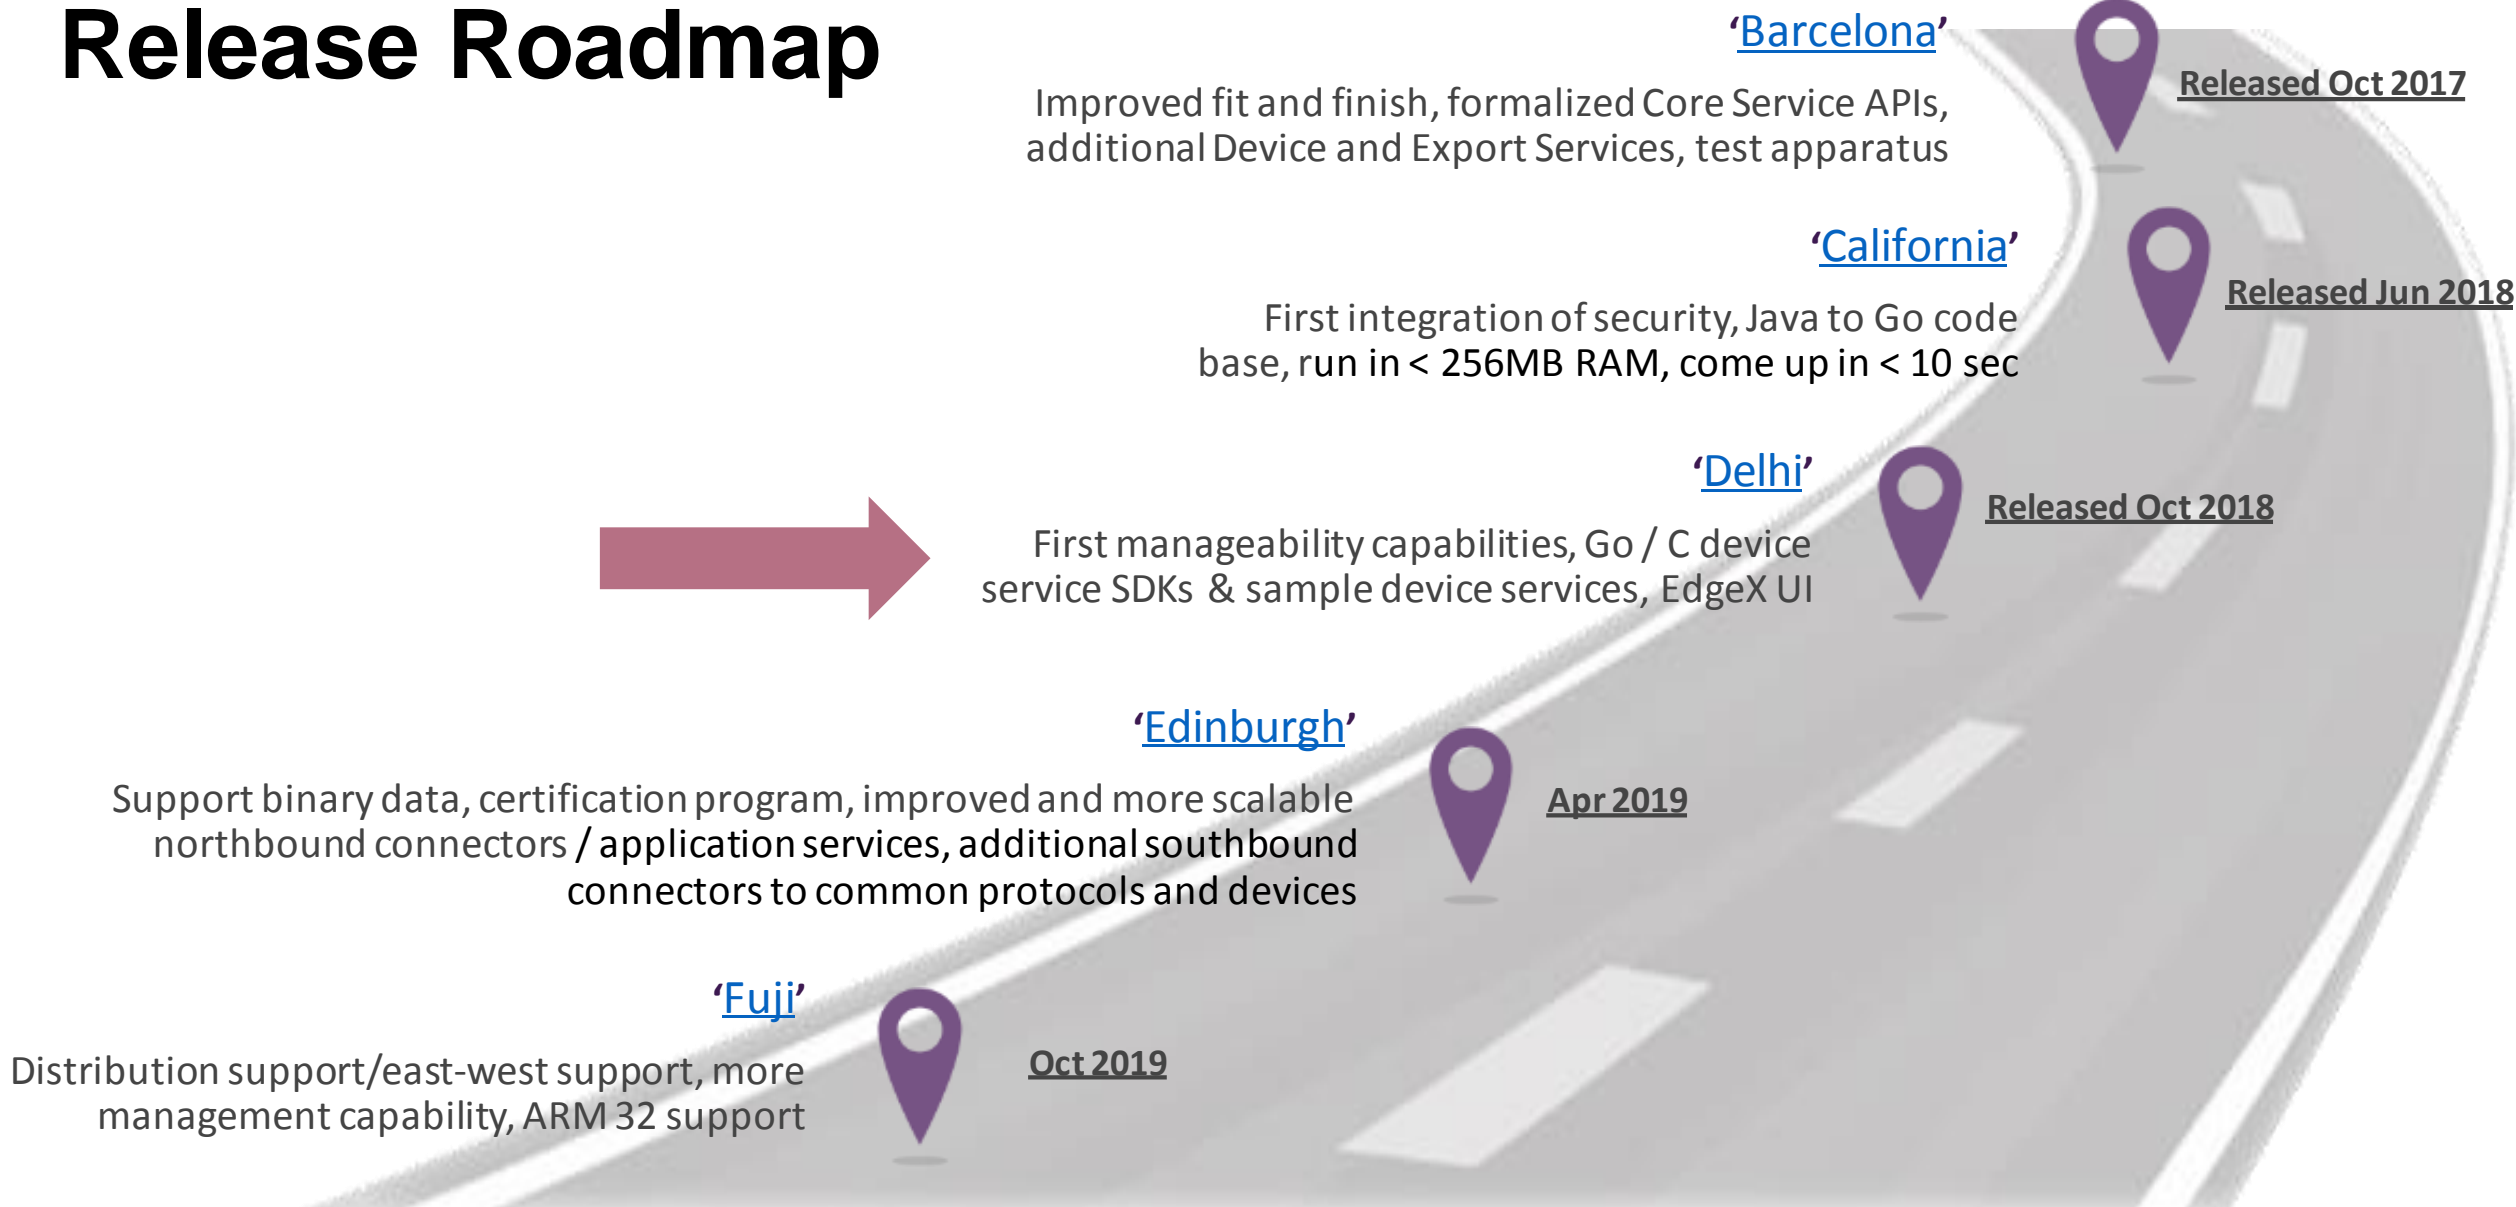 Release Roadmap
‘Barcelona’
Released Oct 2017
Improved fit and finish, formalized Core Service APIs,
additional Device and Export Services, test apparatus
‘California’
Released Jun 2018
First integration of security, Java to Go code
base, run in < 256MB RAM, come up in < 10 sec
‘Delhi’
Released Oct 2018
First manageability capabilities, Go / C device
service SDKs & sample device services, EdgeX UI
‘Edinburgh’
Apr 2019
Support binary data, certification program, improved and more scalable
northbound connectors / application services, additional southbound
connectors to common protocols and devices
‘Fuji’
Oct 2019
Distribution support/east-west support, more
management capability, ARM 32 support